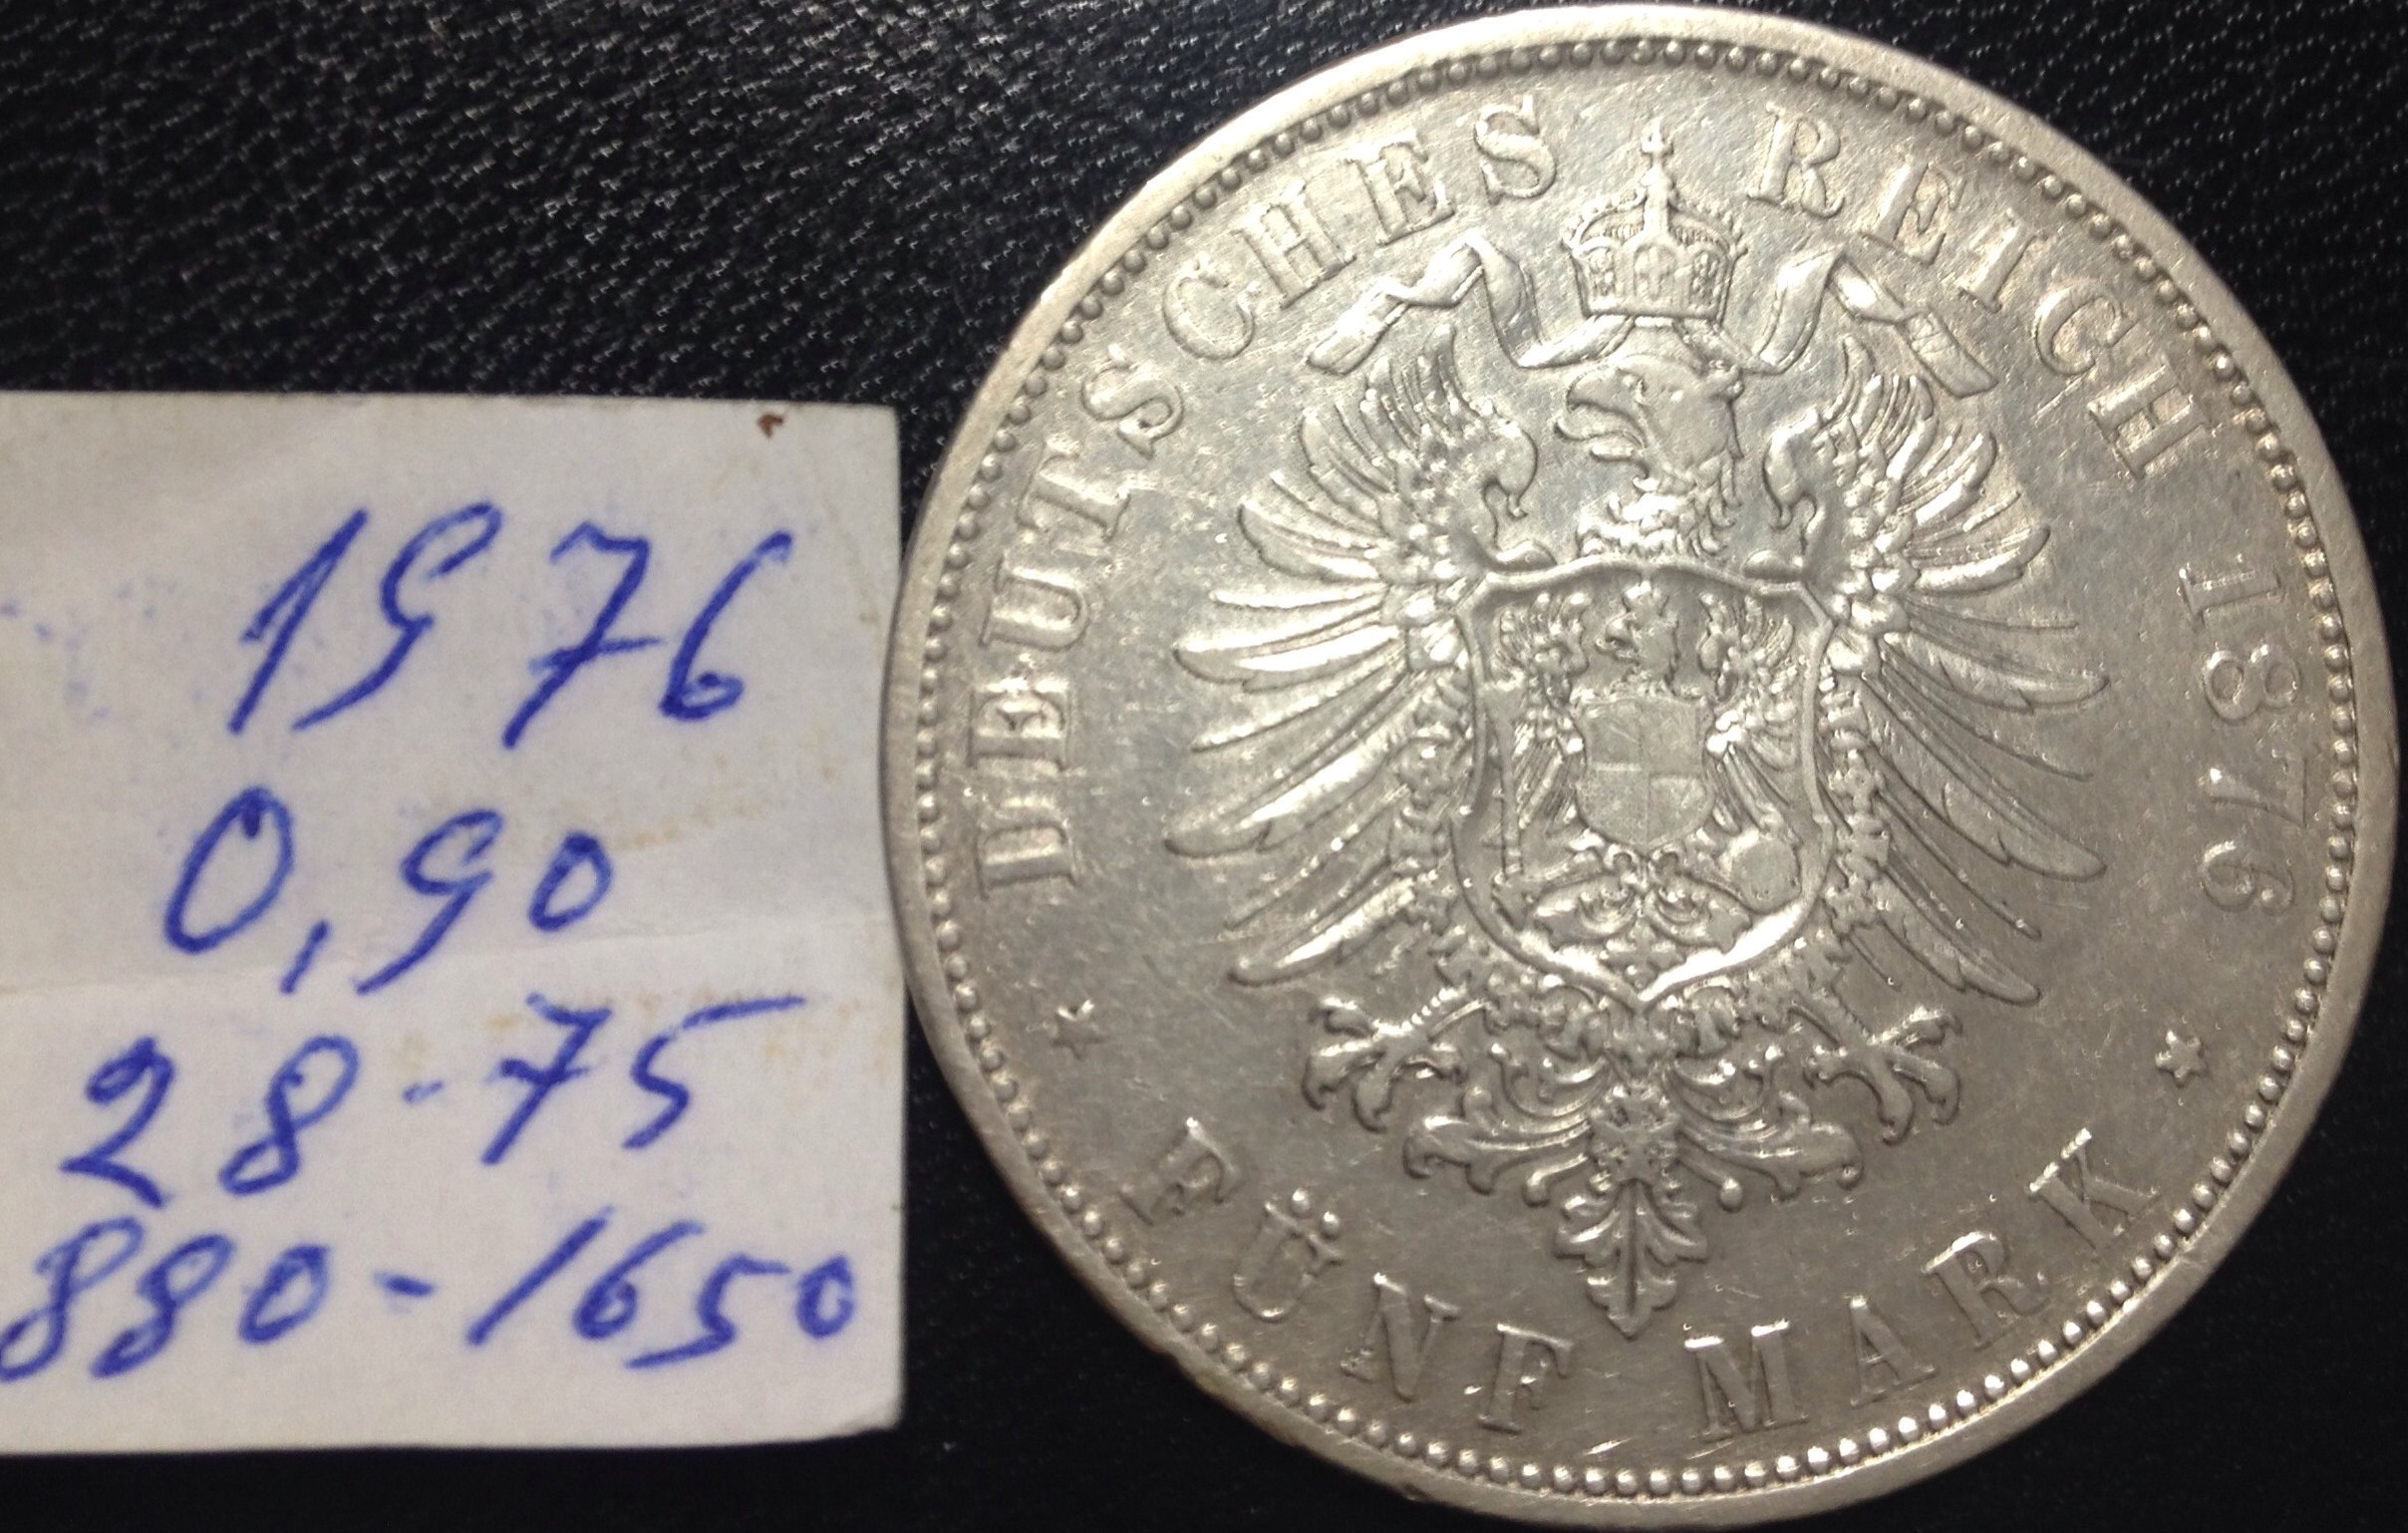 1976
0,90
28-75
880-1650
DEUTSCHES REICH 1876
* FÜNF MARK *